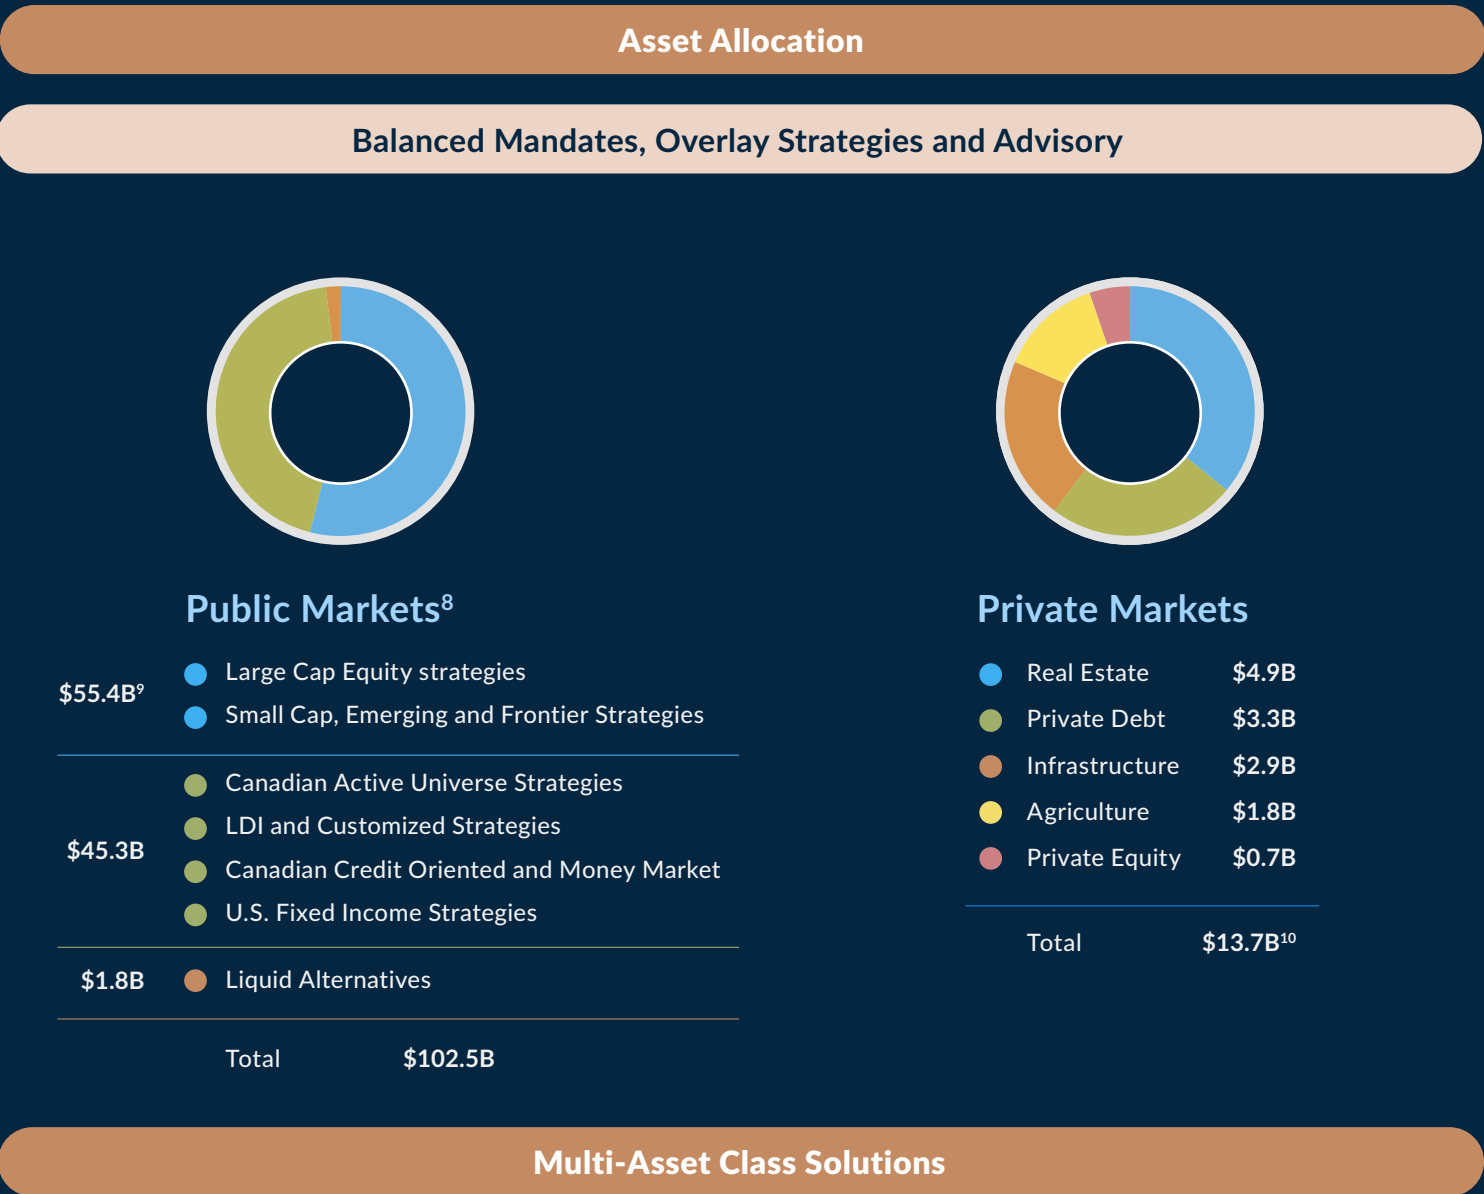 Asset Allocation
Balanced Mandates, Overlay Strategies and Advisory
Public Markets⁸
$55.4B⁹
Large Cap Equity strategies
Small Cap, Emerging and Frontier Strategies
$45.3B
Canadian Active Universe Strategies
LDI and Customized Strategies
Canadian Credit Oriented and Money Market
U.S. Fixed Income Strategies
$1.8B Liquid Alternatives
Total $102.5B
Private Markets
Real Estate $4.9B
Private Debt $3.3B
Infrastructure $2.9B
Agriculture $1.8B
Private Equity $0.7B
Total $13.7B¹⁰
Multi-Asset Class Solutions